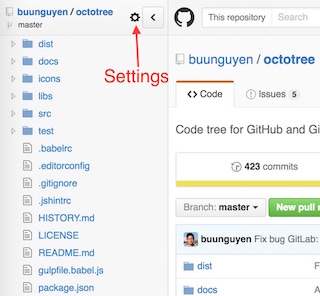 buunguyen / octotree
master
Settings
dist
docs
icons
libs
src
test
.babelrc
.editorconfig
.gitignore
.jshintrc
HISTORY.md
LICENSE
README.md
gulpfile.babel.js
package.json
This repository
Search
buunguyen / octotree
Code
Issues 5
Code tree for GitHub and Gi
423 commits
Branch: master
New pull r
buunguyen Fix bug GitLab:
dist
docs